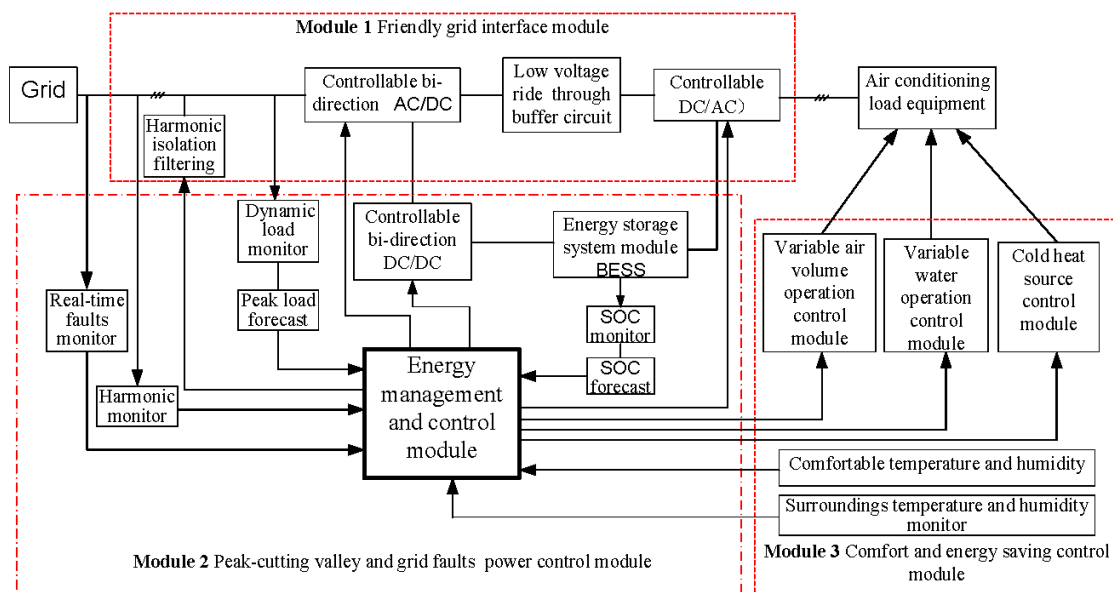 Module 1 Friendly grid interface module
Grid
Controllable bi-
direction AC/DC
Low voltage
ride through
buffer circuit
Controllable
DC/AC）
Air conditioning
load equipment
Harmonic
isolation
filtering
Dynamic
load
monitor
Controllable
bi-direction
DC/DC
Energy storage
system module
BESS
Variable air
volume
operation
control
module
Variable
water
operation
control
module
Cold heat
source
control
module
Real-time
faults
monitor
Peak load
forecast
SOC
monitor
SOC
forecast
Harmonic
monitor
Energy
management
and control
module
Comfortable temperature and humidity
Surroundings temperature and humidity
monitor
Module 2 Peak-cutting valley and grid faults power control module
Module 3 Comfort and energy saving control
module